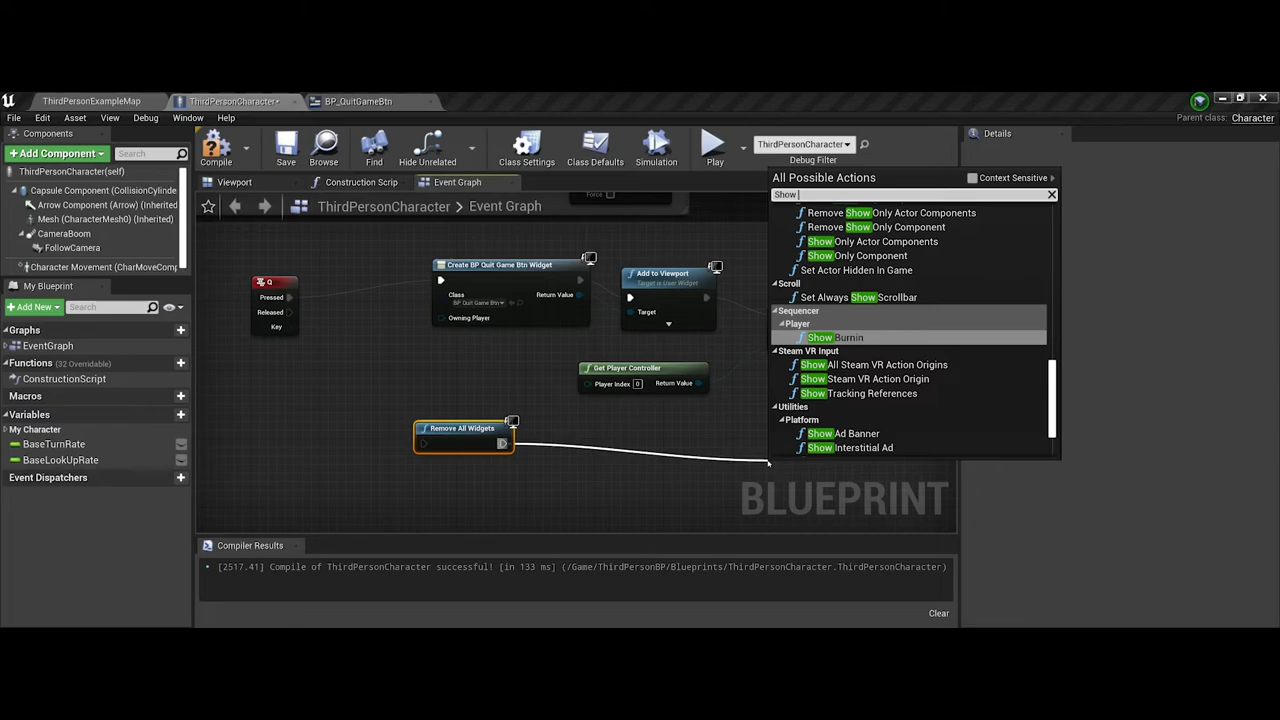 ThirdPersonExampleMap
ThirdPersonCharacter*
BP_QuitGameBtn
File Edit Asset View Debug Window Help
Parent class: Character
Components
+ Add Component
Search
ThirdPersonCharacter(self)
Capsule Component (CollisionCylinde
Arrow Component (Arrow) (Inherited)
Mesh (CharacterMesh0) (Inherited)
CameraBoom
FollowCamera
Character Movement (CharMoveComp
My Blueprint
+ Add New
Search
Graphs
EventGraph
Functions (32 Overridable)
ConstructionScript
Macros
Variables
My Character
BaseTurnRate
BaseLookUpRate
Event Dispatchers
Compile
Save
Browse
Find
Hide Unrelated
Class Settings
Class Defaults
Simulation
Play
ThirdPersonCharacter
Debug Filter
Viewport
Construction Scrip
Event Graph
ThirdPersonCharacter > Event Graph
Force
Q
Pressed
Released
Key
Create BP Quit Game Btn Widget
Class
BP Quit Game Btn
Return Value
Owning Player
Add to Viewport
Target is User Widget
Target
Get Player Controller
Player Index 0
Return Value
Remove All Widgets
BLUEPRINT
All Possible Actions
Context Sensitive
Show
Remove Show Only Actor Components
Remove Show Only Component
Show Only Actor Components
Show Only Component
Set Actor Hidden In Game
Scroll
Set Always Show Scrollbar
Sequencer
Player
Show Burnin
Steam VR Input
Show All Steam VR Action Origins
Show Steam VR Action Origin
Show Tracking References
Utilities
Platform
Show Ad Banner
Show Interstitial Ad
Details
Compiler Results
[2517.41] Compile of ThirdPersonCharacter successful! [in 133 ms] (/Game/ThirdPersonBP/Blueprints/ThirdPersonCharacter.ThirdPersonCharacter)
Clear